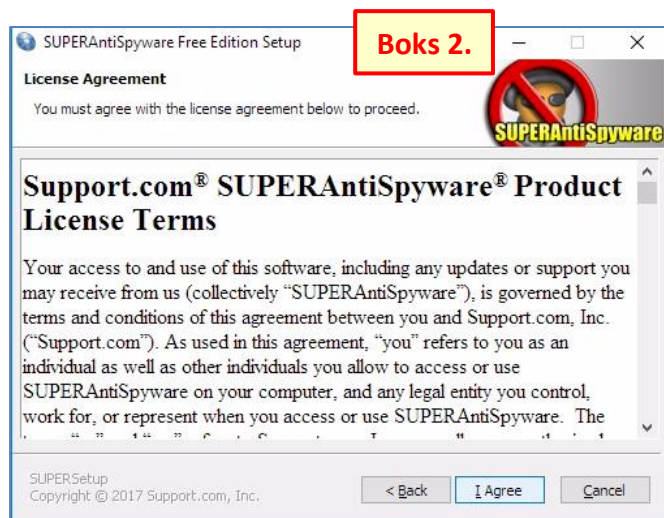 SUPERAntiSpyware Free Edition Setup
Boks 2.
License Agreement
You must agree with the license agreement below to proceed.
SUPERAntiSpyware
Support.com® SUPERAntiSpyware® Product
License Terms
Your access to and use of this software, including any updates or support you
may receive from us (collectively “SUPERAntiSpyware”), is governed by the
terms and conditions of this agreement between you and Support.com, Inc.
(“Support.com”). As used in this agreement, “you” refers to you as an
individual as well as other individuals you allow to access or use
SUPERAntiSpyware on your computer, and any legal entity you control,
work for, or represent when you access or use SUPERAntiSpyware. The
SUPERSetup
Copyright © 2017 Support.com, Inc.
< Back
I Agree
Cancel